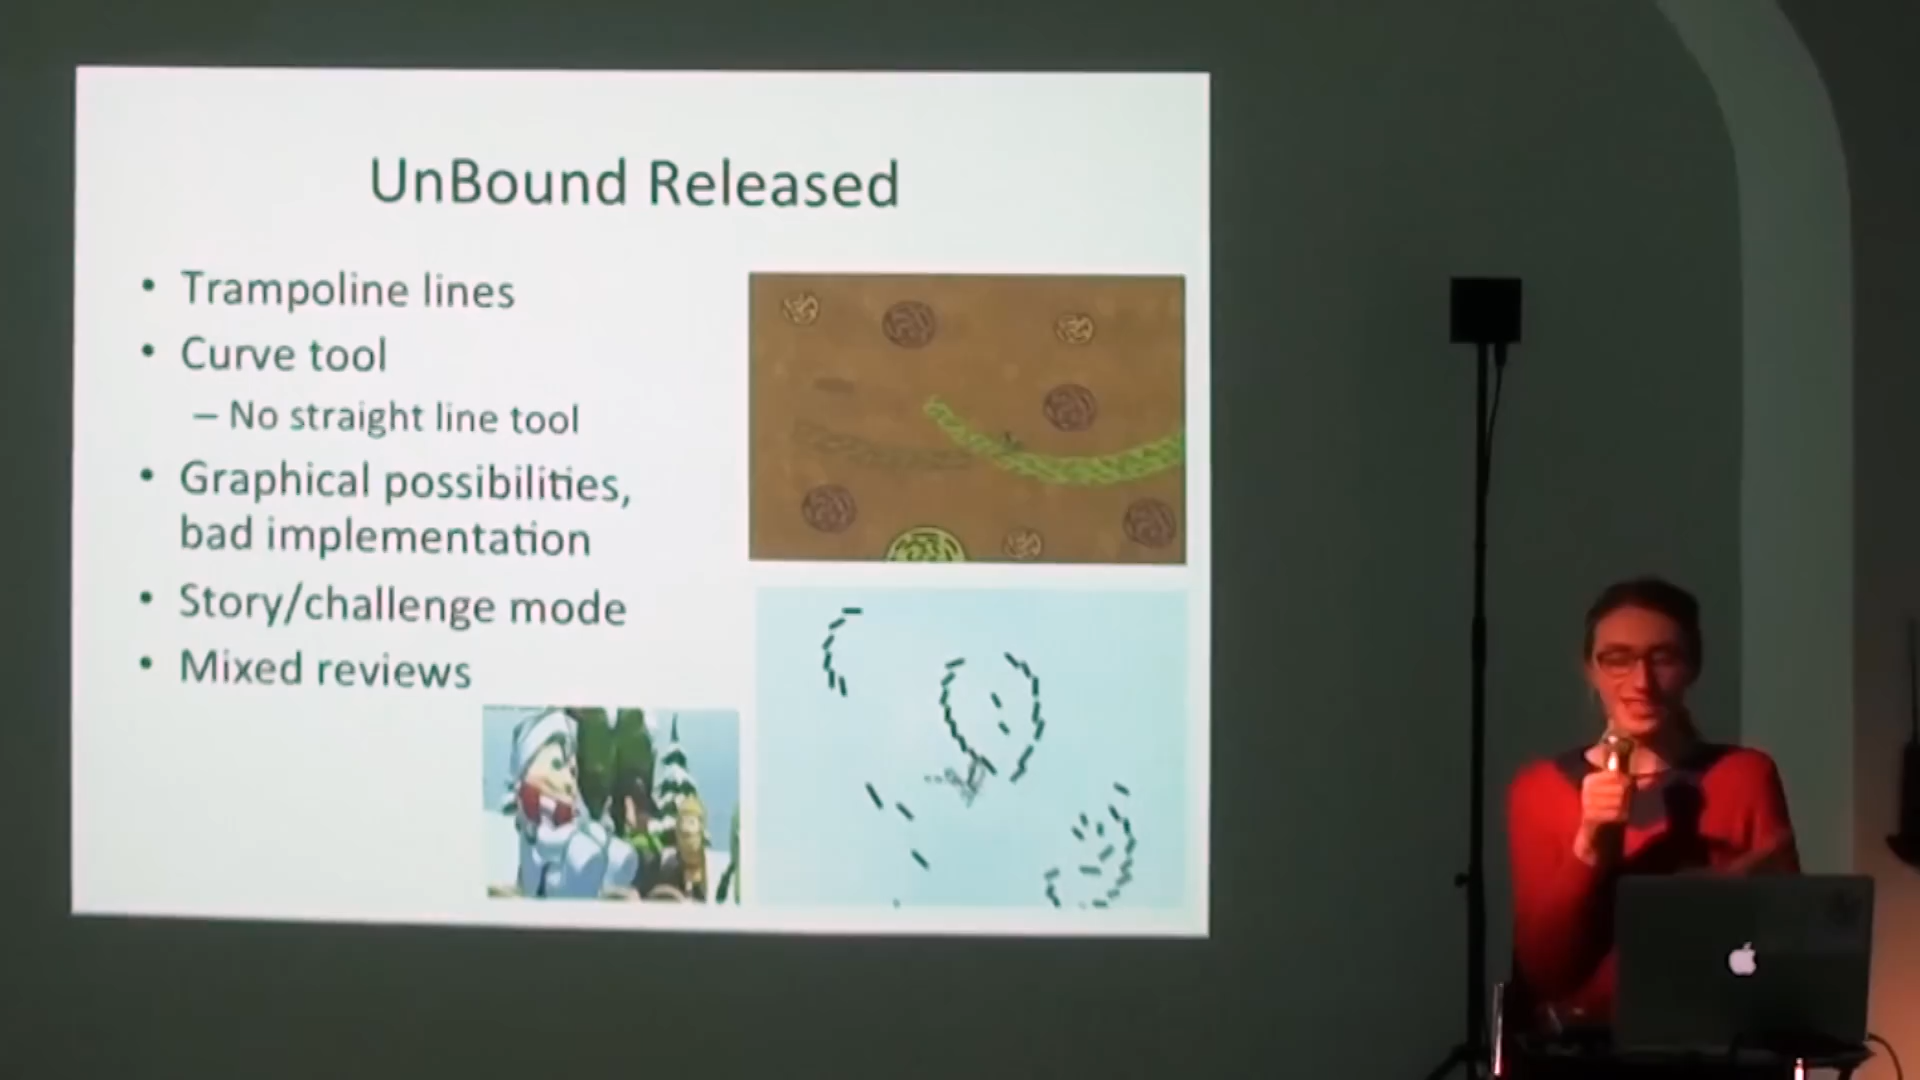 UnBound Released
• Trampoline lines
• Curve tool
– No straight line tool
• Graphical possibilities,
bad implementation
• Story/challenge mode
• Mixed reviews